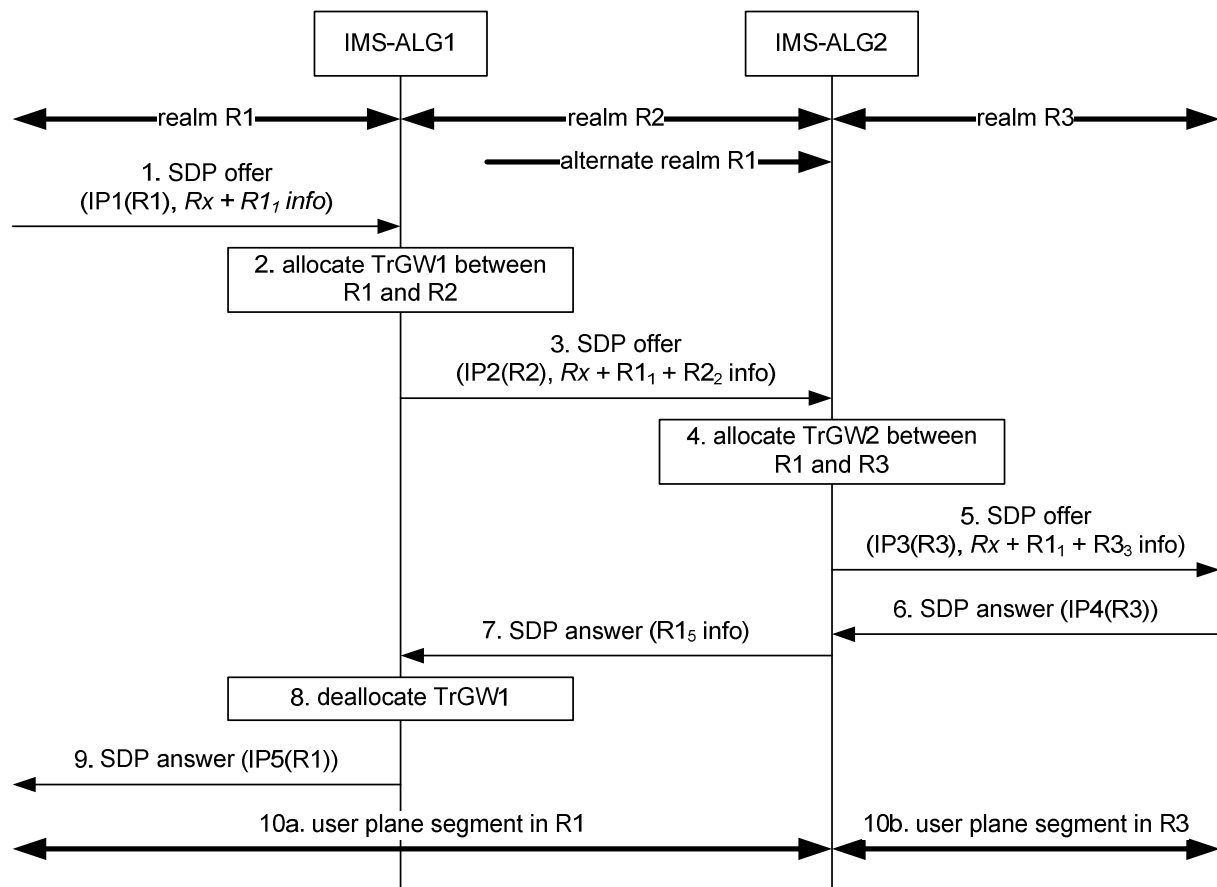 IMS-ALG1
IMS-ALG2
realm R1
realm R2
realm R3
alternate realm R1
1. SDP offer
(IP1(R1), Rx + R1₁ info)
2. allocate TrGW1 between
R1 and R2
3. SDP offer
(IP2(R2), Rx + R1₁ + R2₂ info)
4. allocate TrGW2 between
R1 and R3
5. SDP offer
(IP3(R3), Rx + R1₁ + R3₃ info)
6. SDP answer (IP4(R3))
7. SDP answer (R1₅ info)
8. deallocate TrGW1
9. SDP answer (IP5(R1))
10a. user plane segment in R1
10b. user plane segment in R3